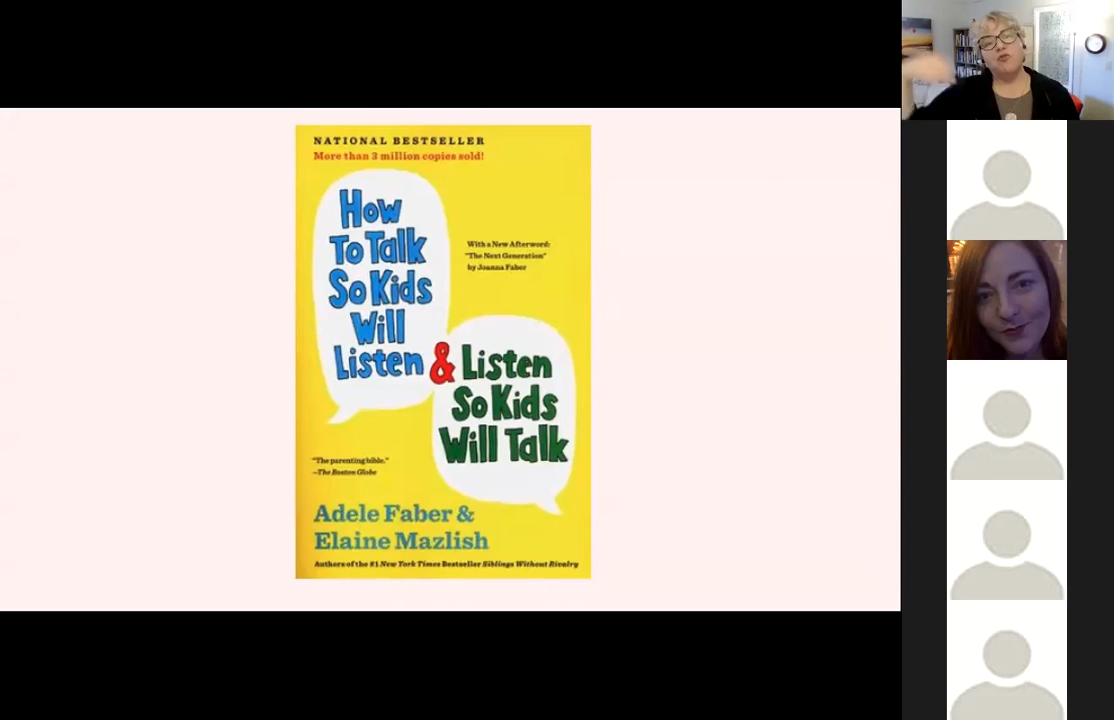 NATIONAL BESTSELLER
More than 3 million copies sold!
How
To Talk
So Kids
Will
Listen
&
Listen
So Kids
Will Talk
With a New Afterword:
"The Next Generation"
by Joanna Faber
"The parenting bible."
—The Boston Globe
Adele Faber &
Elaine Mazlish
Authors of the #1 New York Times Bestseller Siblings Without Rivalry